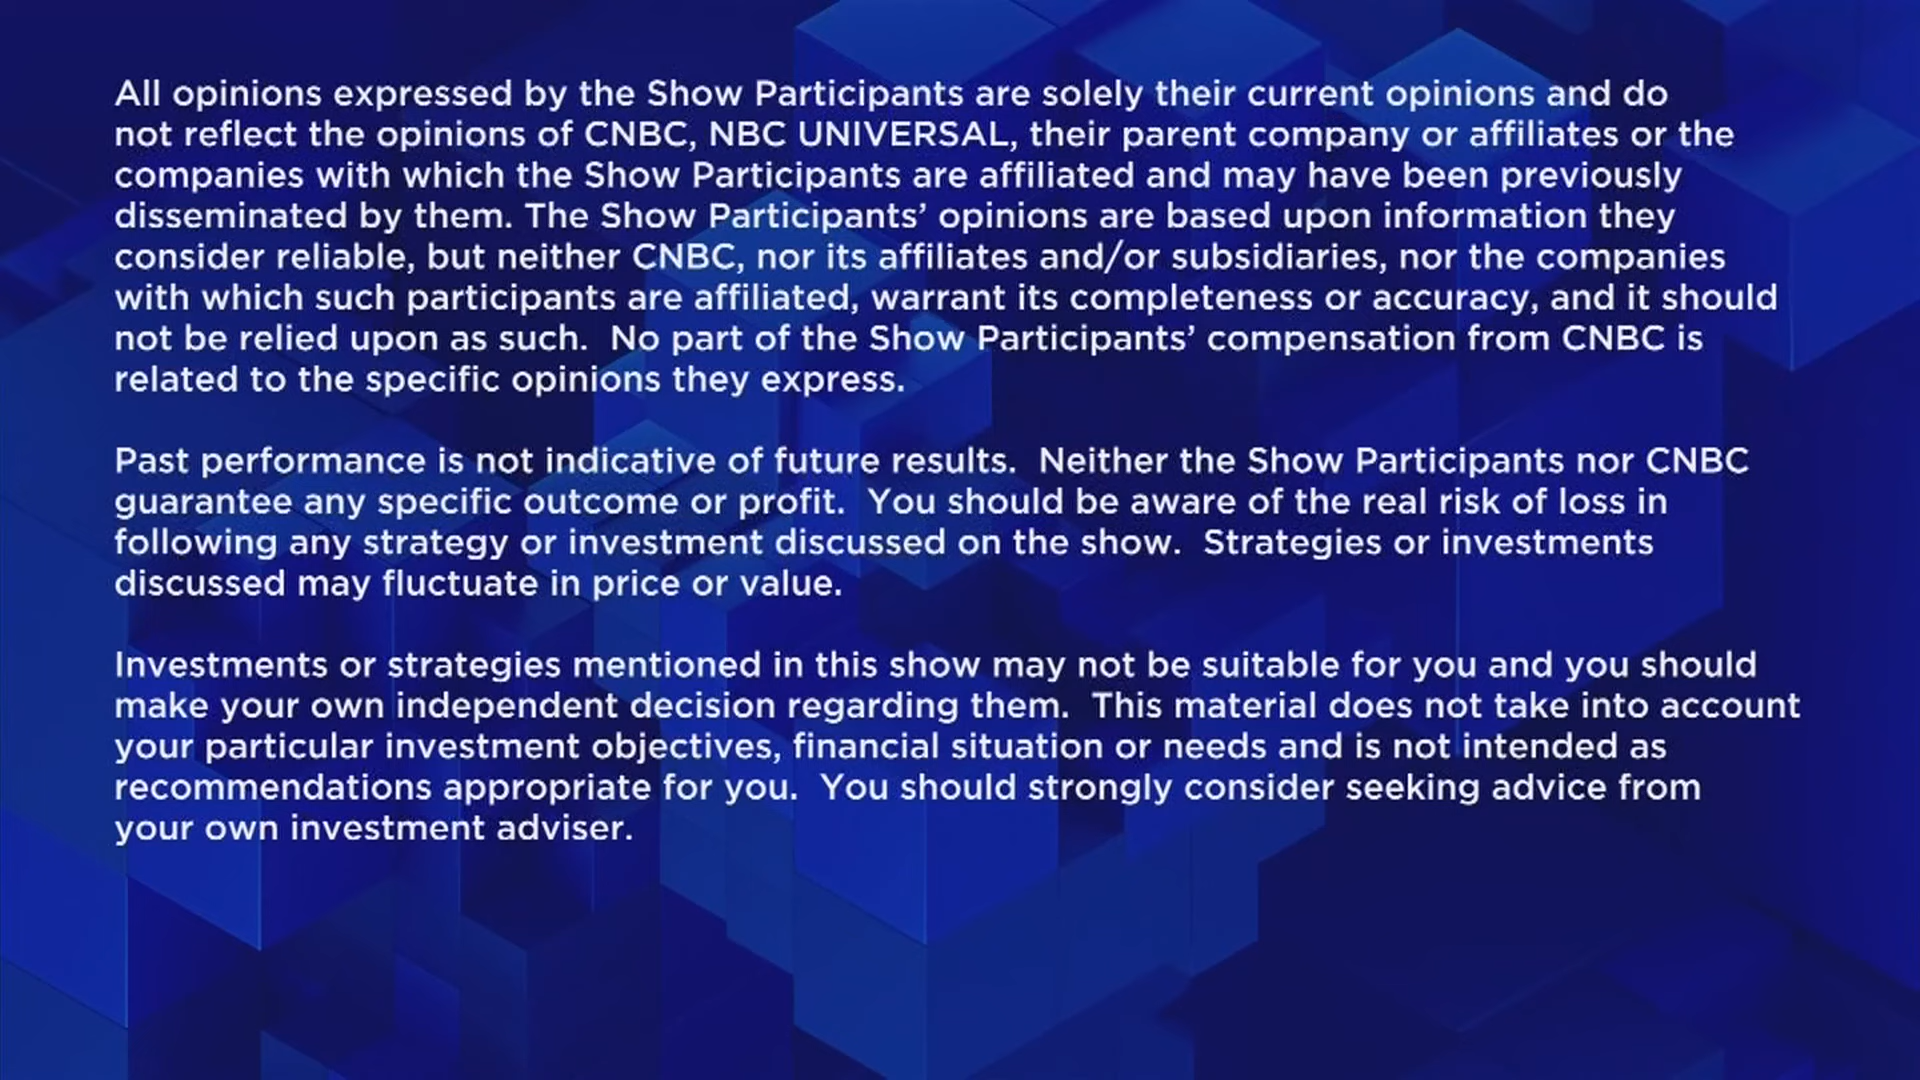 All opinions expressed by the Show Participants are solely their current opinions and do
not reflect the opinions of CNBC, NBC UNIVERSAL, their parent company or affiliates or the
companies with which the Show Participants are affiliated and may have been previously
disseminated by them. The Show Participants’ opinions are based upon information they
consider reliable, but neither CNBC, nor its affiliates and/or subsidiaries, nor the companies
with which such participants are affiliated, warrant its completeness or accuracy, and it should
not be relied upon as such.  No part of the Show Participants’ compensation from CNBC is
related to the specific opinions they express.

Past performance is not indicative of future results.  Neither the Show Participants nor CNBC
guarantee any specific outcome or profit.  You should be aware of the real risk of loss in
following any strategy or investment discussed on the show.  Strategies or investments
discussed may fluctuate in price or value.

Investments or strategies mentioned in this show may not be suitable for you and you should
make your own independent decision regarding them.  This material does not take into account
your particular investment objectives, financial situation or needs and is not intended as
recommendations appropriate for you.  You should strongly consider seeking advice from
your own investment adviser.